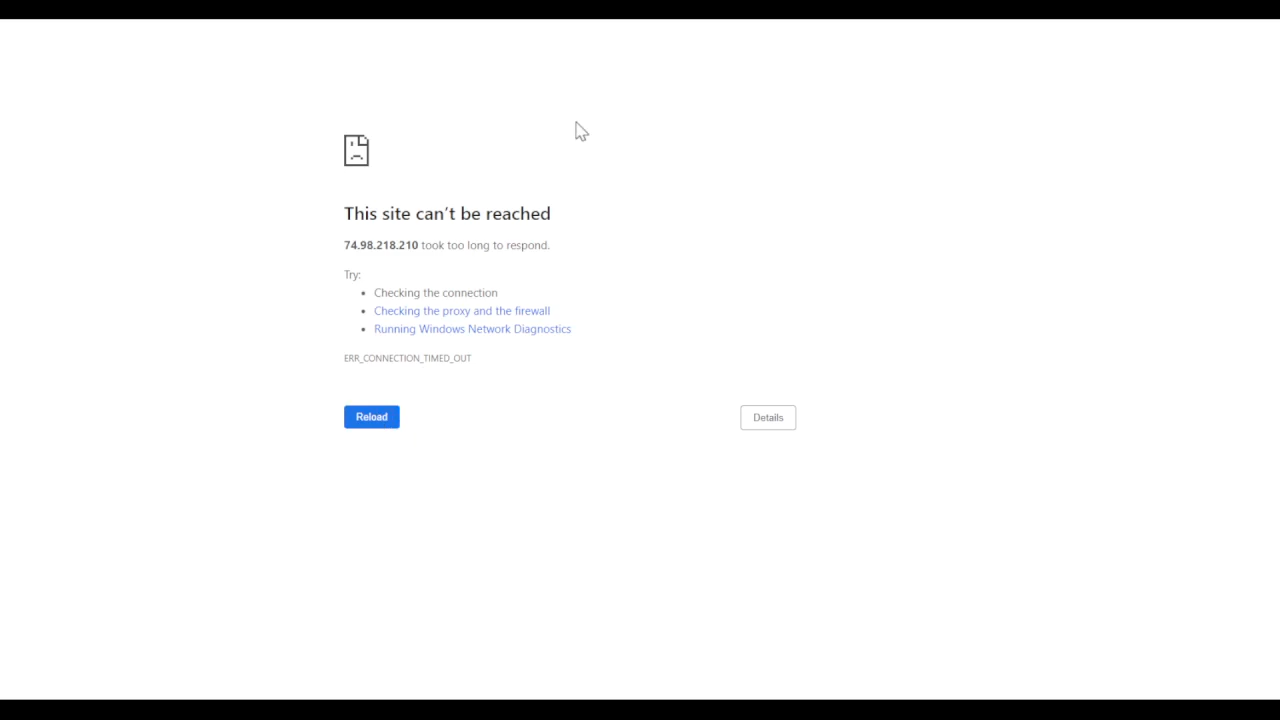 This site can't be reached
74.98.218.210 took too long to respond.
Try:
• Checking the connection
• Checking the proxy and the firewall
• Running Windows Network Diagnostics
ERR_CONNECTION_TIMED_OUT
Reload
Details